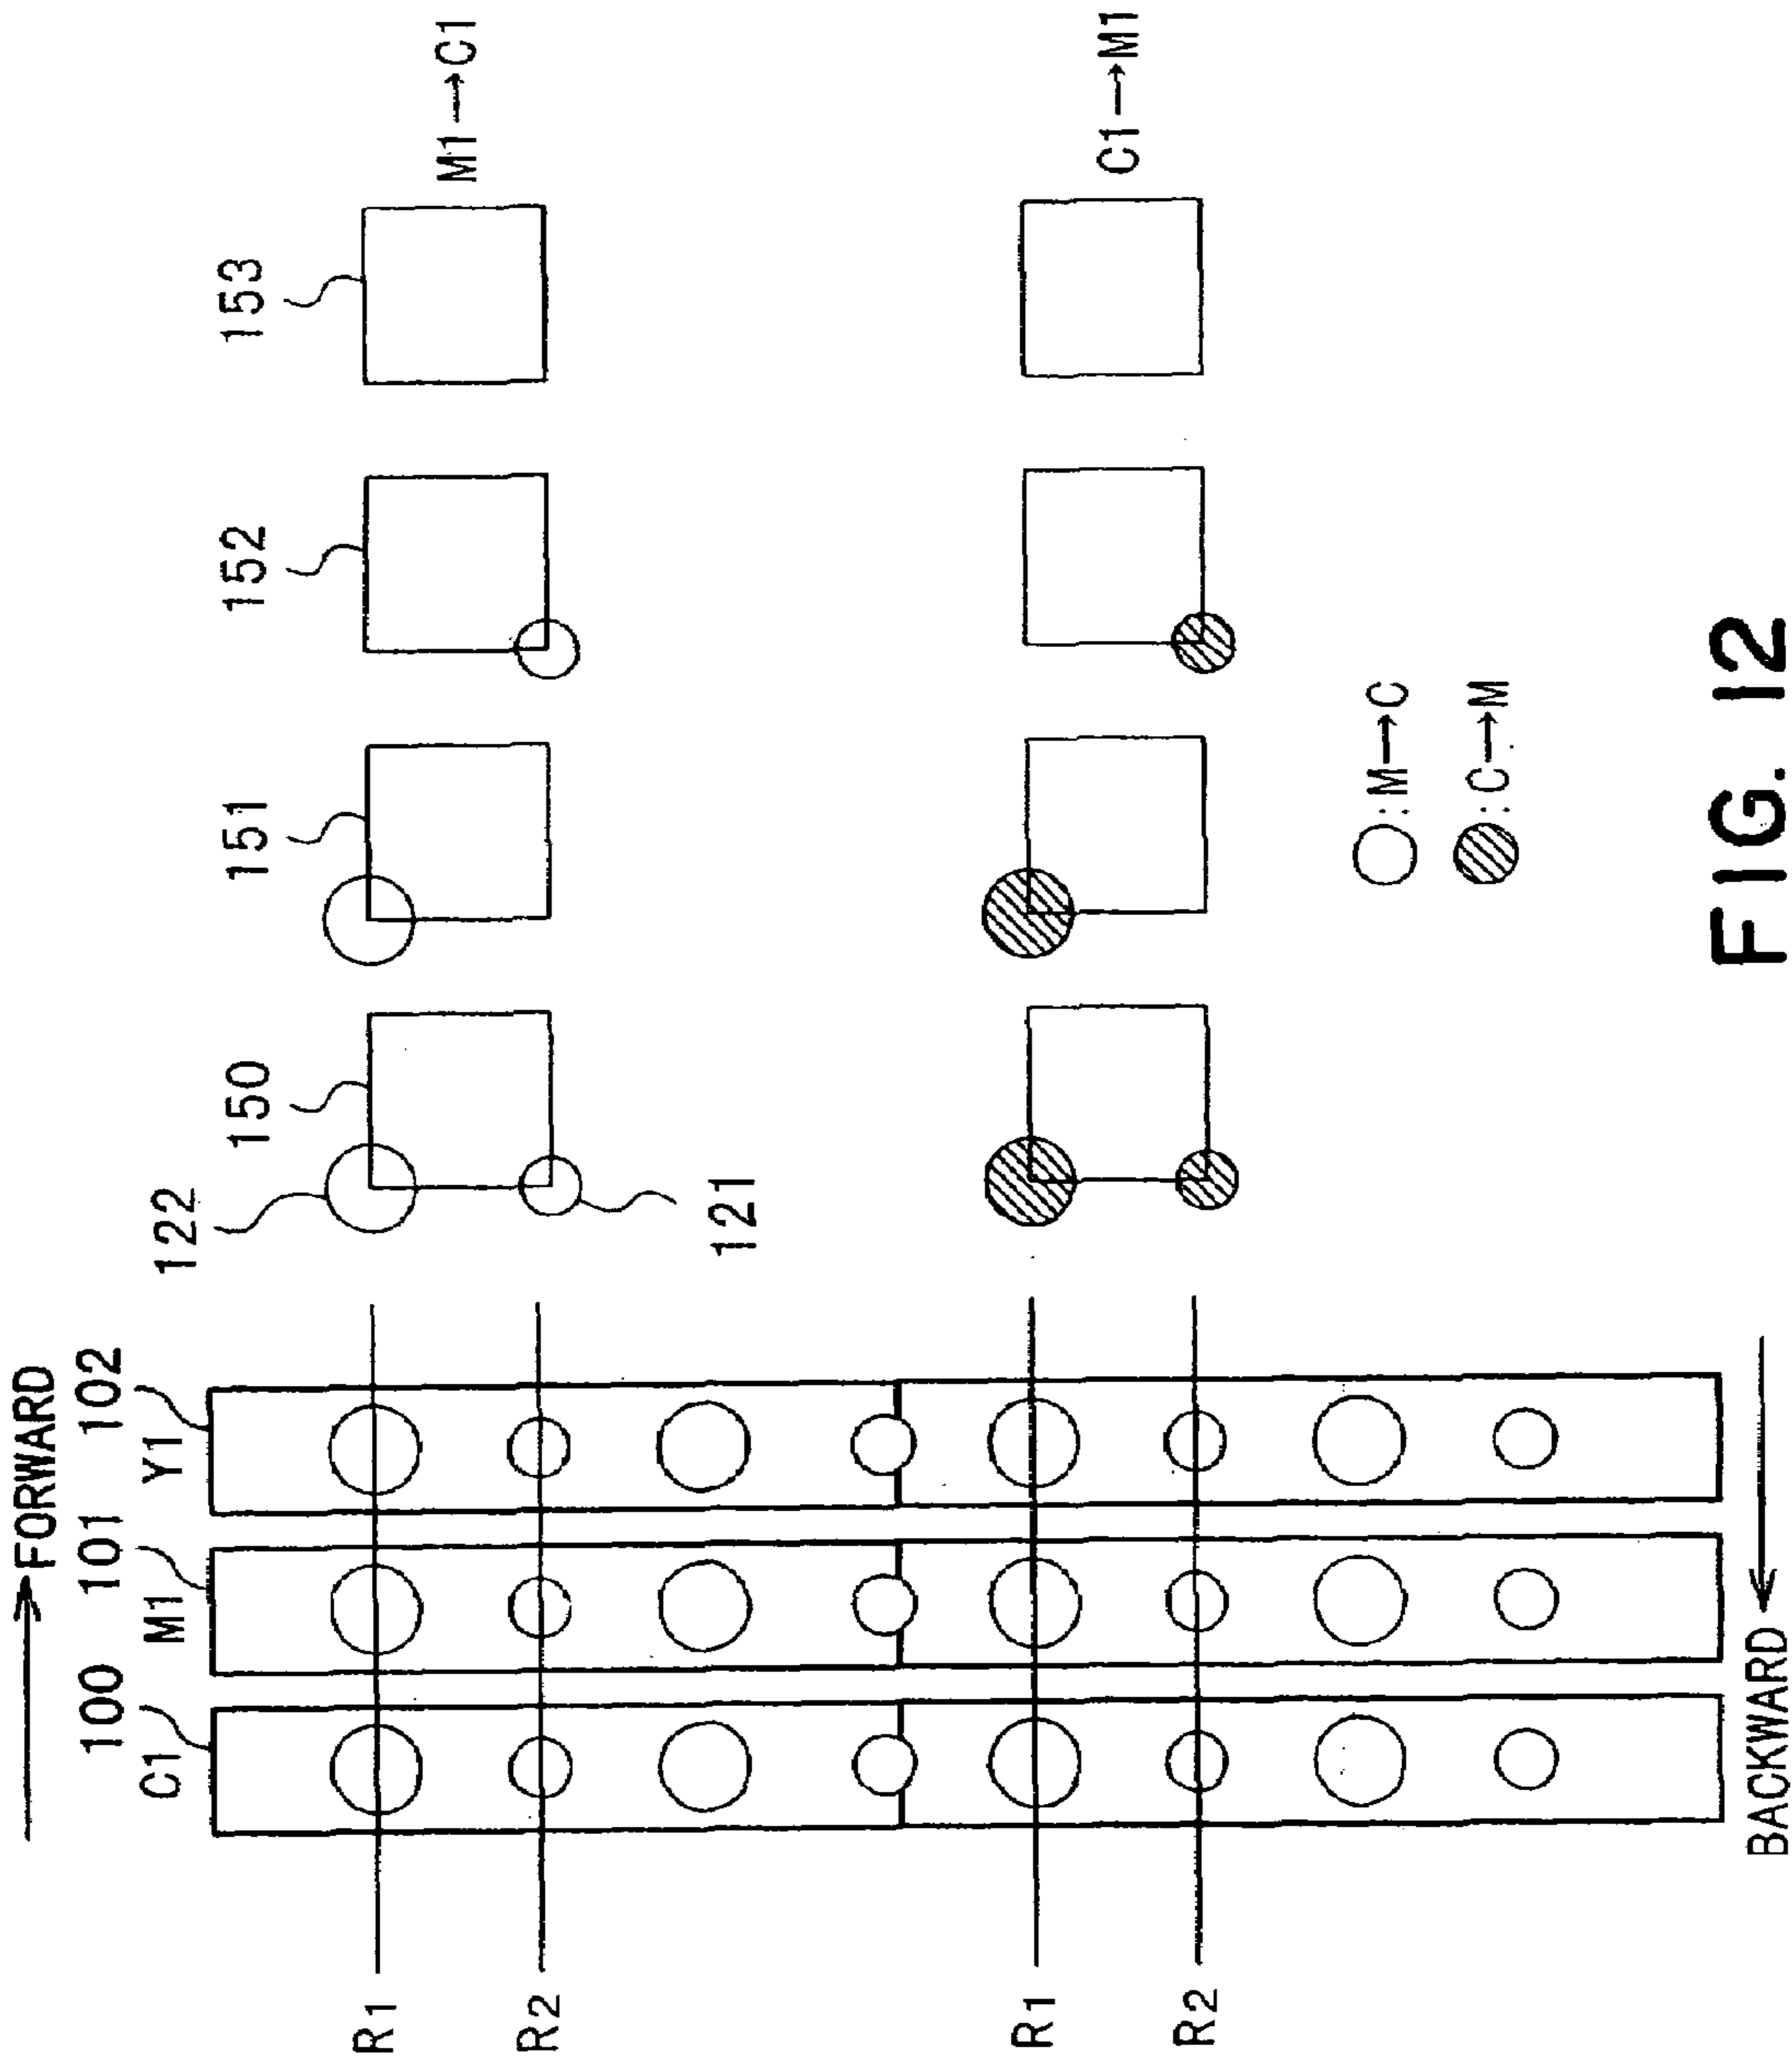 FORWARD
100 101 102
C1 M1 Y1
122 150 151 152 153
R1
R2
121
M1→C1
R1
R2
C1→M1
:M→C
:C→M
BACKWARD
FIG. 12